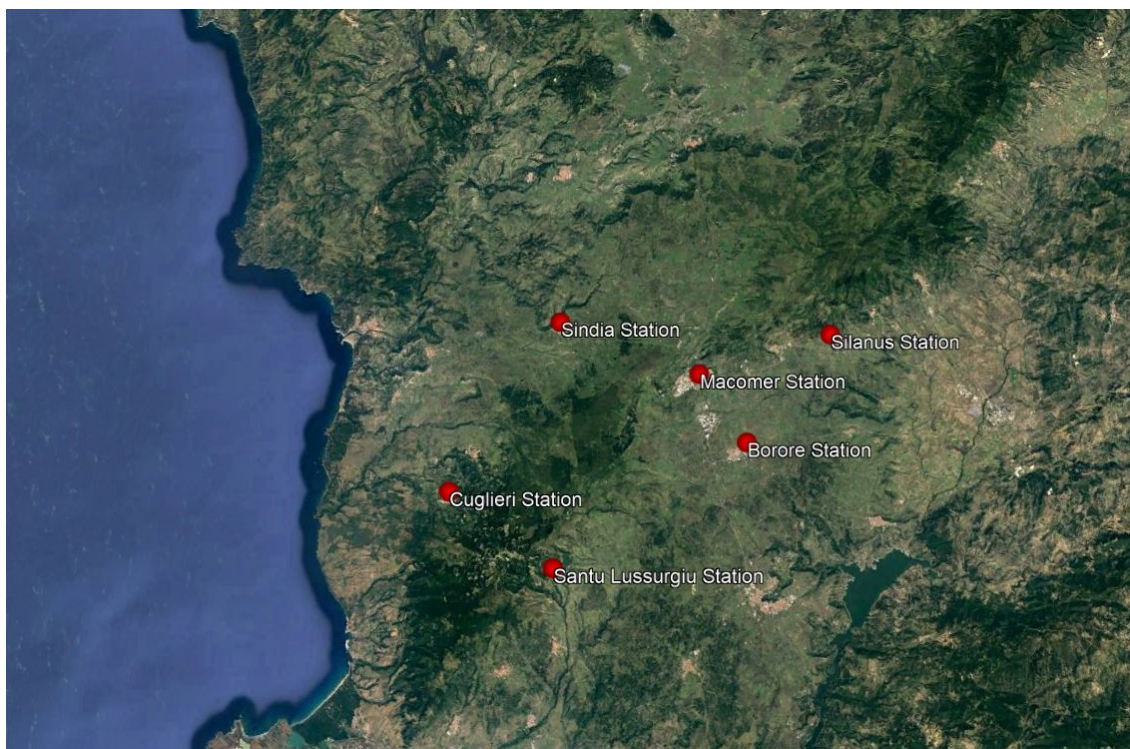 Sindia Station
Silanus Station
Macomer Station
Borore Station
Cuglieri Station
Santu Lussurgiu Station